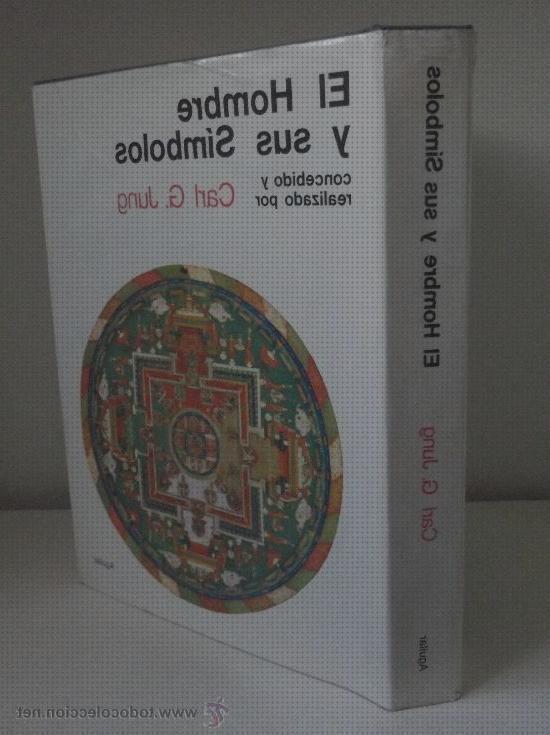 El Hombre
y sus Símbolos
concebido y
realizado por
Carl G. Jung
Aguilar
El Hombre y sus Símbolos
Carl G. Jung
Aguilar
www.todocoleccion.net